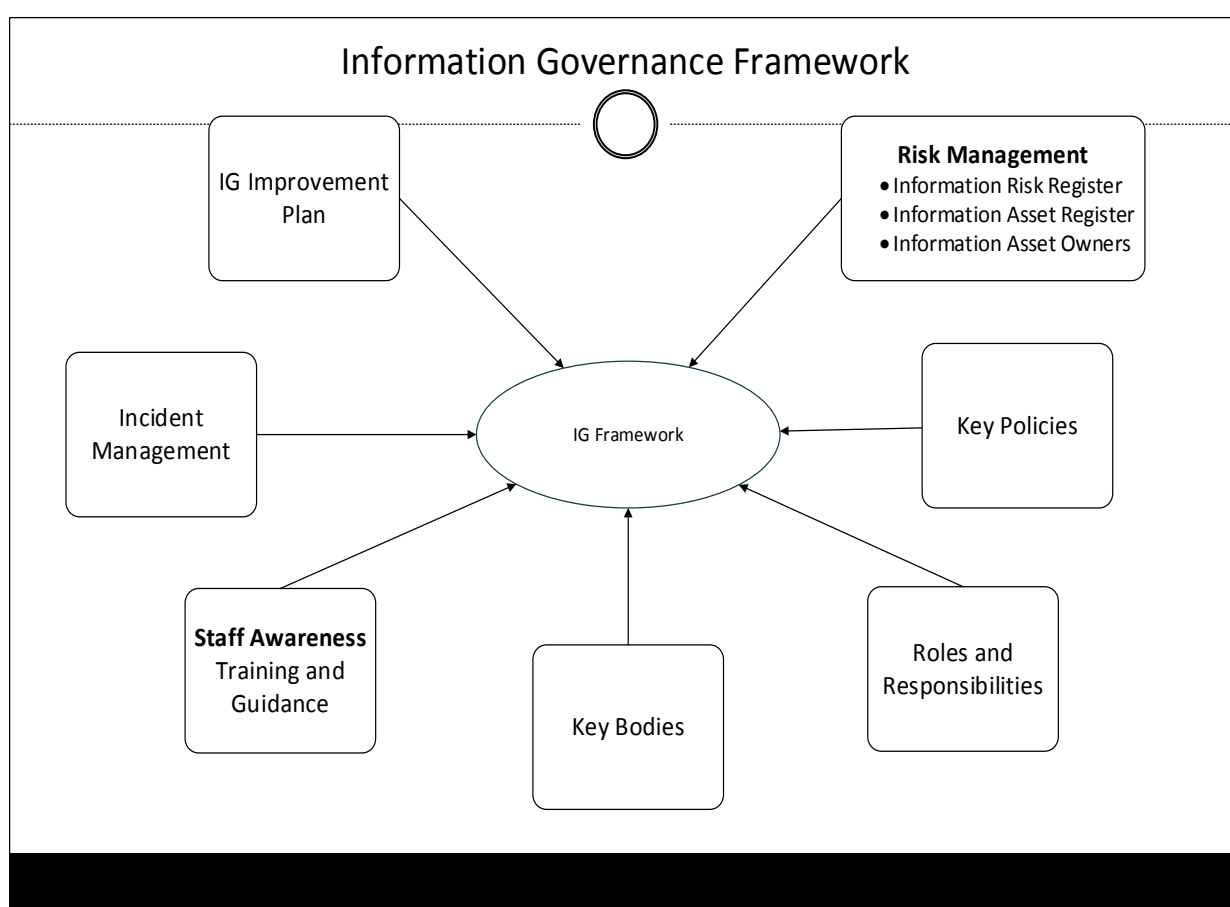 Information Governance Framework
IG Improvement
Plan
Risk Management
• Information Risk Register
• Information Asset Register
• Information Asset Owners
Incident
Management
IG Framework
Key Policies
Staff Awareness
Training and
Guidance
Key Bodies
Roles and
Responsibilities